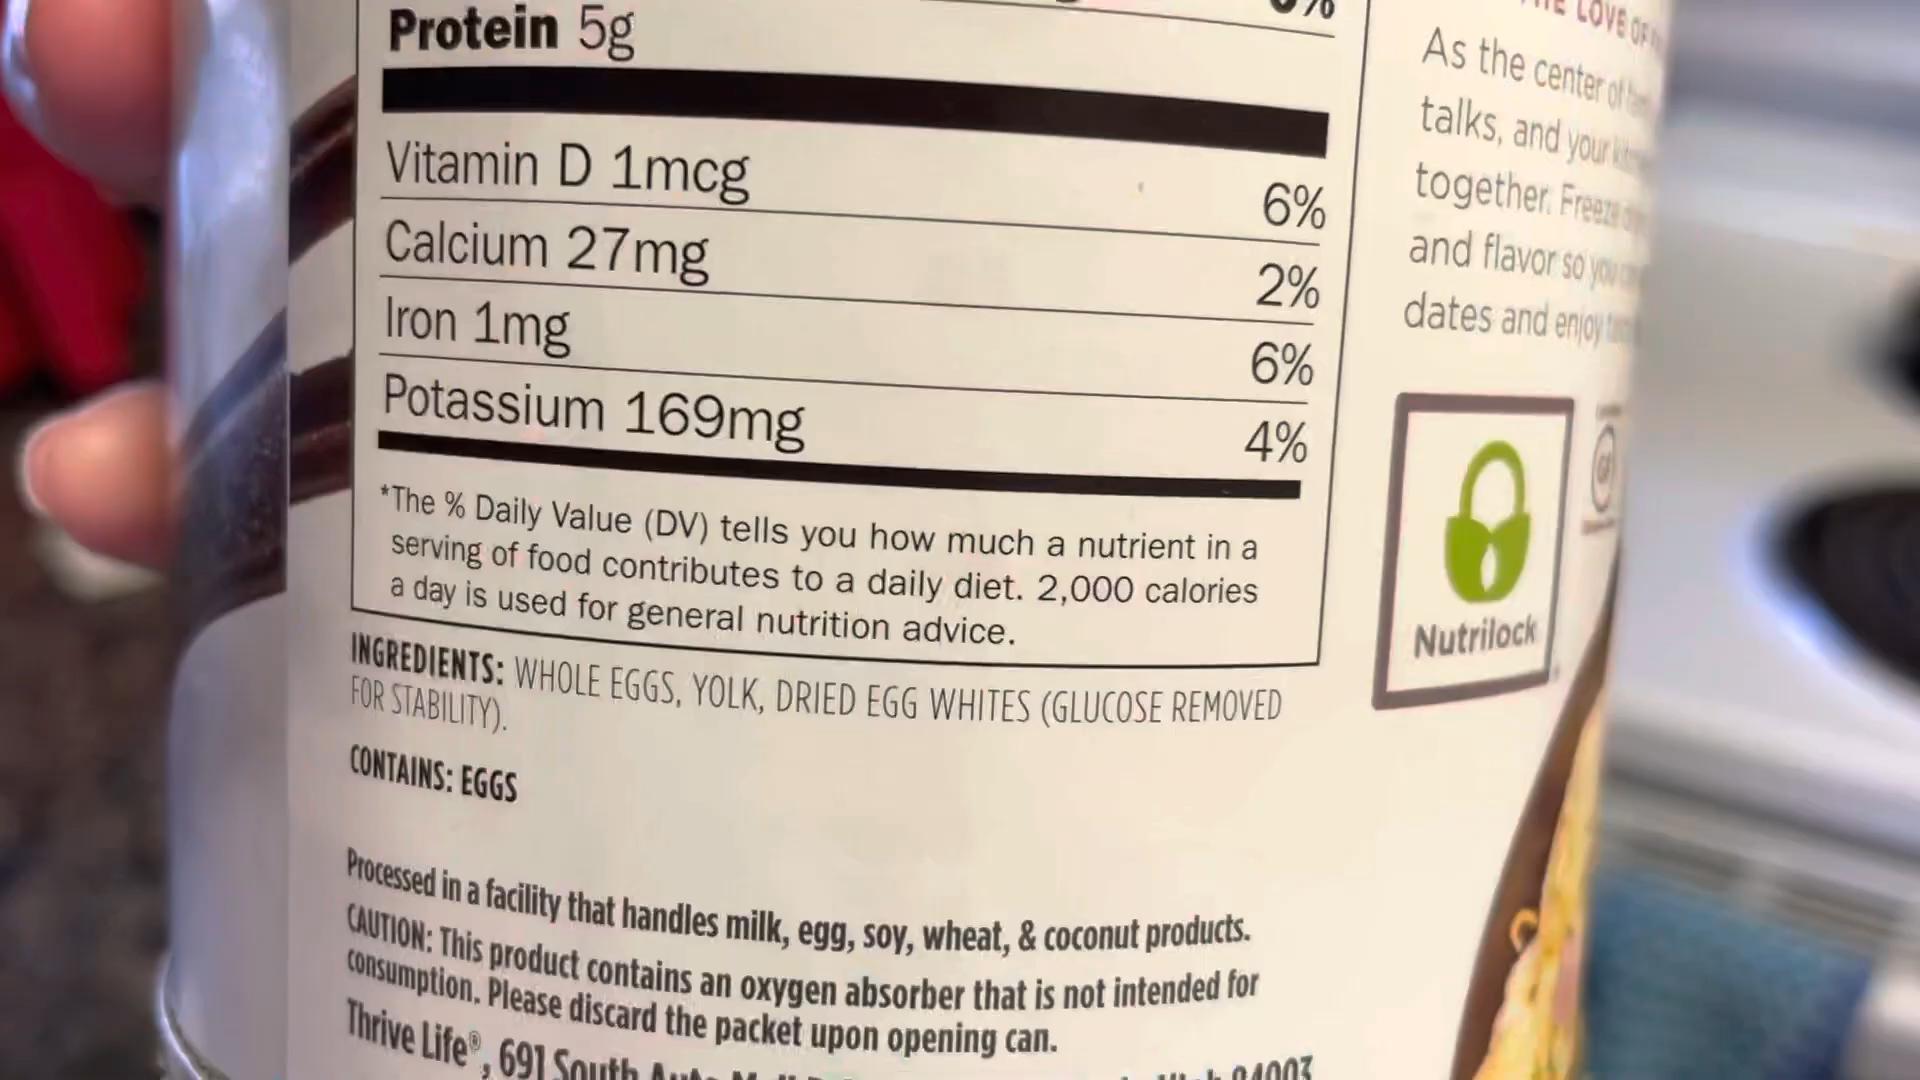 Protein 5g
Vitamin D 1mcg 6%
Calcium 27mg 2%
Iron 1mg 6%
Potassium 169mg 4%
*The % Daily Value (DV) tells you how much a nutrient in a
serving of food contributes to a daily diet. 2,000 calories
a day is used for general nutrition advice.
INGREDIENTS: WHOLE EGGS, YOLK, DRIED EGG WHITES (GLUCOSE REMOVED
FOR STABILITY).
CONTAINS: EGGS
Processed in a facility that handles milk, egg, soy, wheat, & coconut products.
CAUTION: This product contains an oxygen absorber that is not intended for
consumption. Please discard the packet upon opening can.
Thrive Life®, 691 South 84003
LOVE OF
As the center of
talks, and your
together. Freeze
and flavor so you
dates and enjoy
Nutrilock